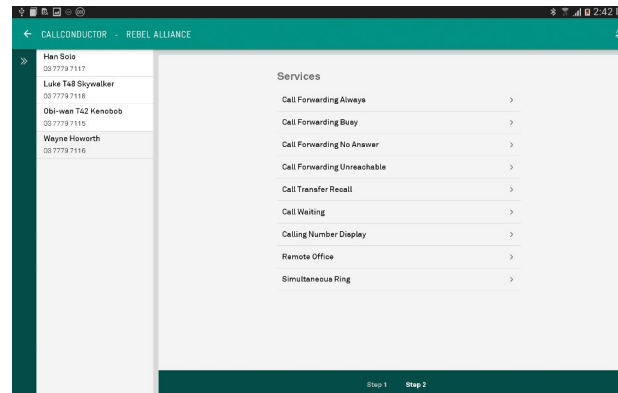 2:42
CALLCONDUCTOR - REBEL ALLIANCE
Han Solo
03 7779 7117
Luke T48 Skywalker
03 7779 7118
Obi-wan T42 Kenobob
03 7779 7115
Wayne Howorth
03 7779 7116
Services
Call Forwarding Always
Call Forwarding Busy
Call Forwarding No Answer
Call Forwarding Unreachable
Call Transfer Recall
Call Waiting
Calling Number Display
Remote Office
Simultaneous Ring
Step 1 Step 2